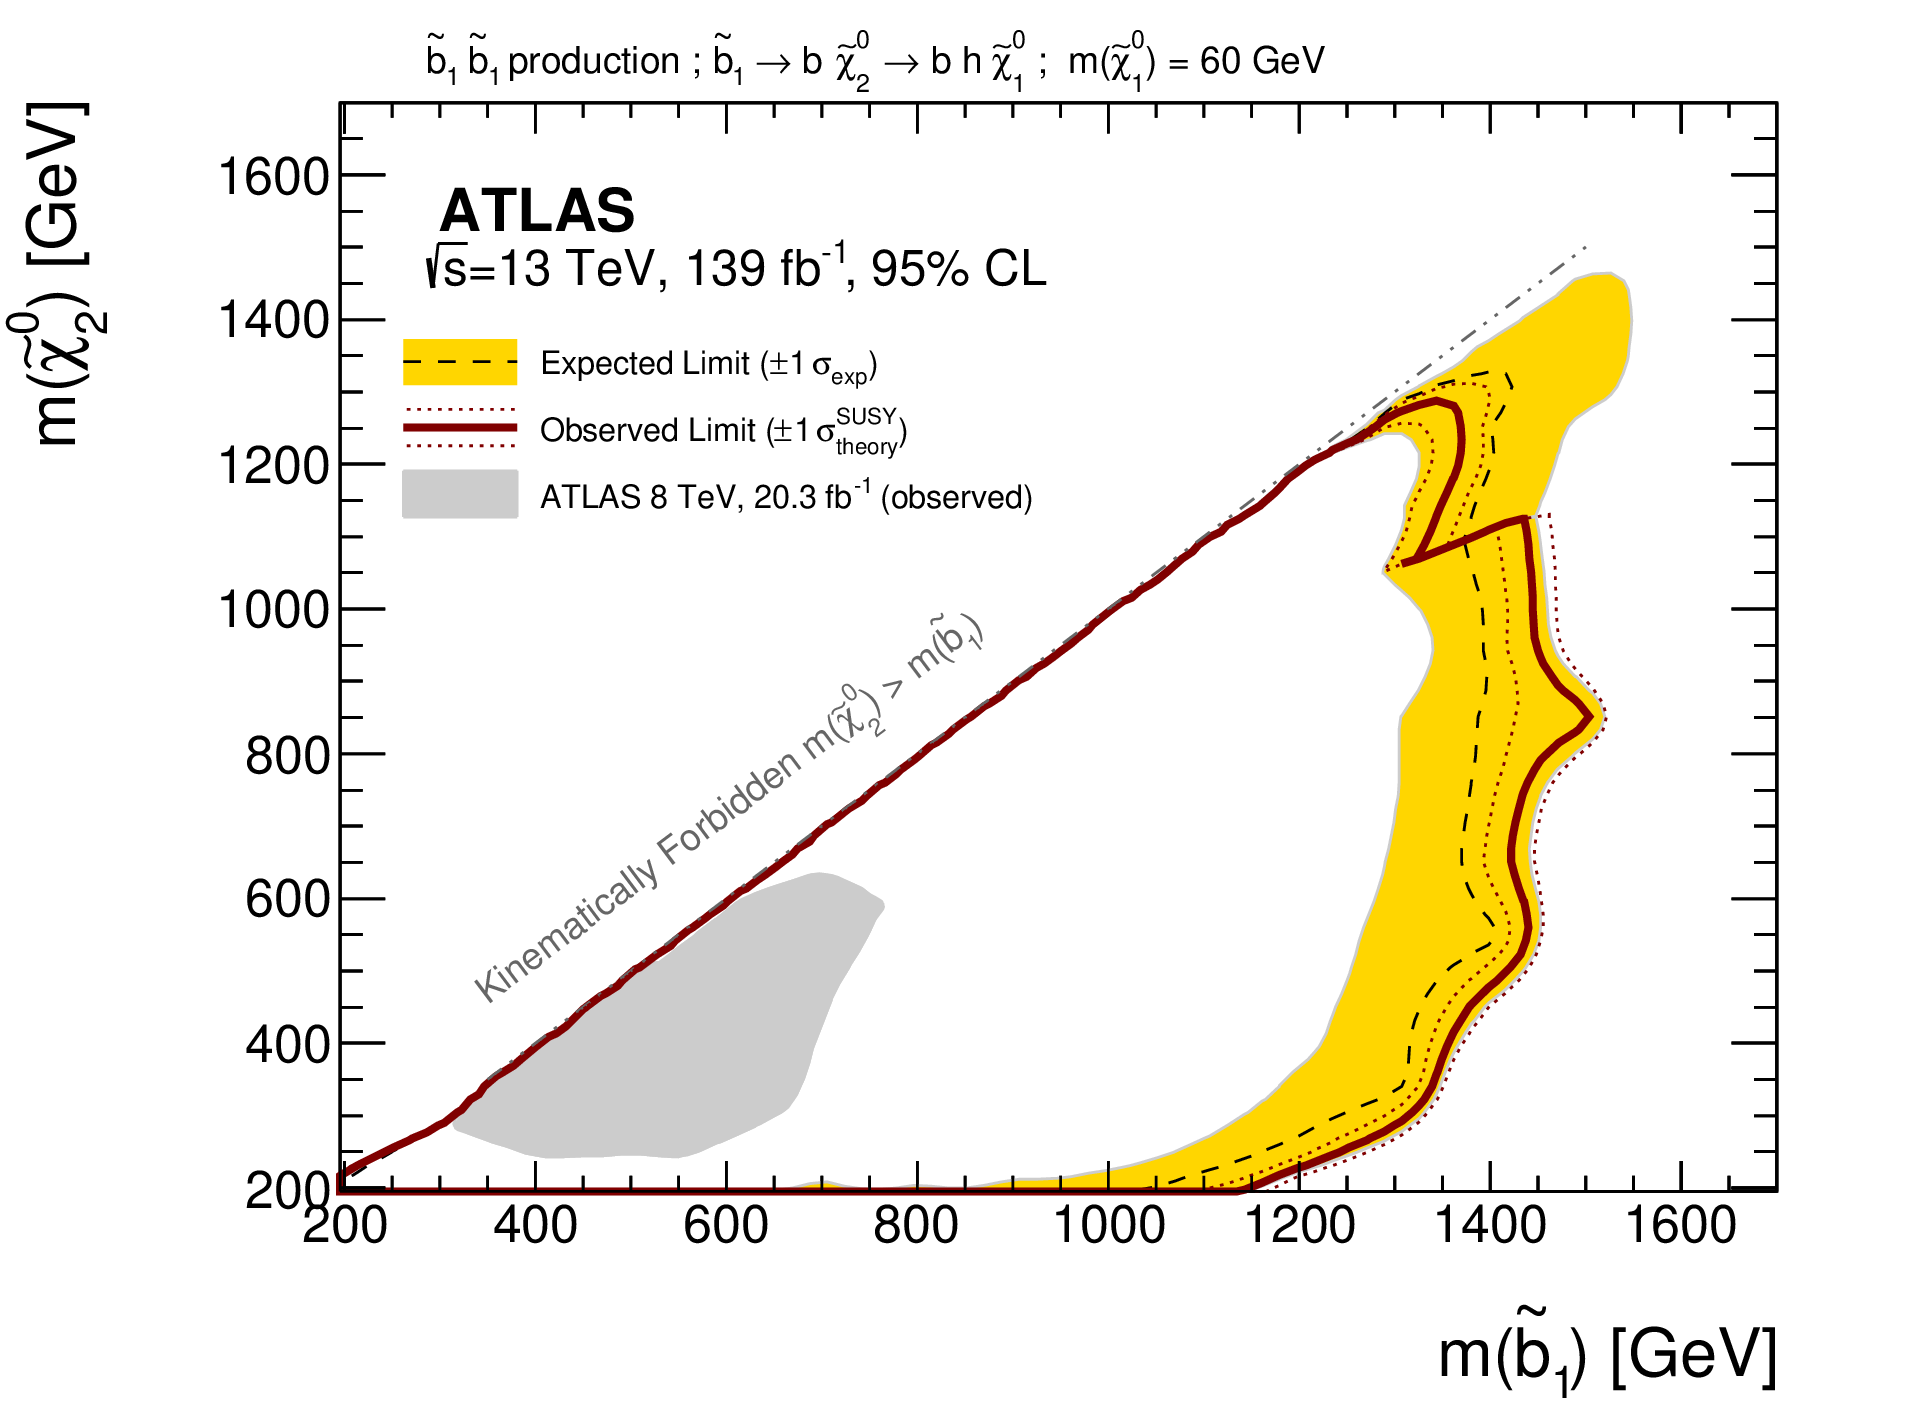 b̃₁ b̃₁ production ; b̃₁ → b χ̃⁰₂ → b h χ̃⁰₁ ; m(χ̃⁰₁) = 60 GeV
m(χ̃⁰₂) [GeV]
ATLAS
√s=13 TeV, 139 fb⁻¹, 95% CL
Expected Limit (±1 σ_exp)
Observed Limit (±1 σ^SUSY_theory)
ATLAS 8 TeV, 20.3 fb⁻¹ (observed)
Kinematically Forbidden m(χ̃⁰₂) > m(b̃₁)
1600
1400
1200
1000
800
600
400
200
200 400 600 800 1000 1200 1400 1600
m(b̃₁) [GeV]